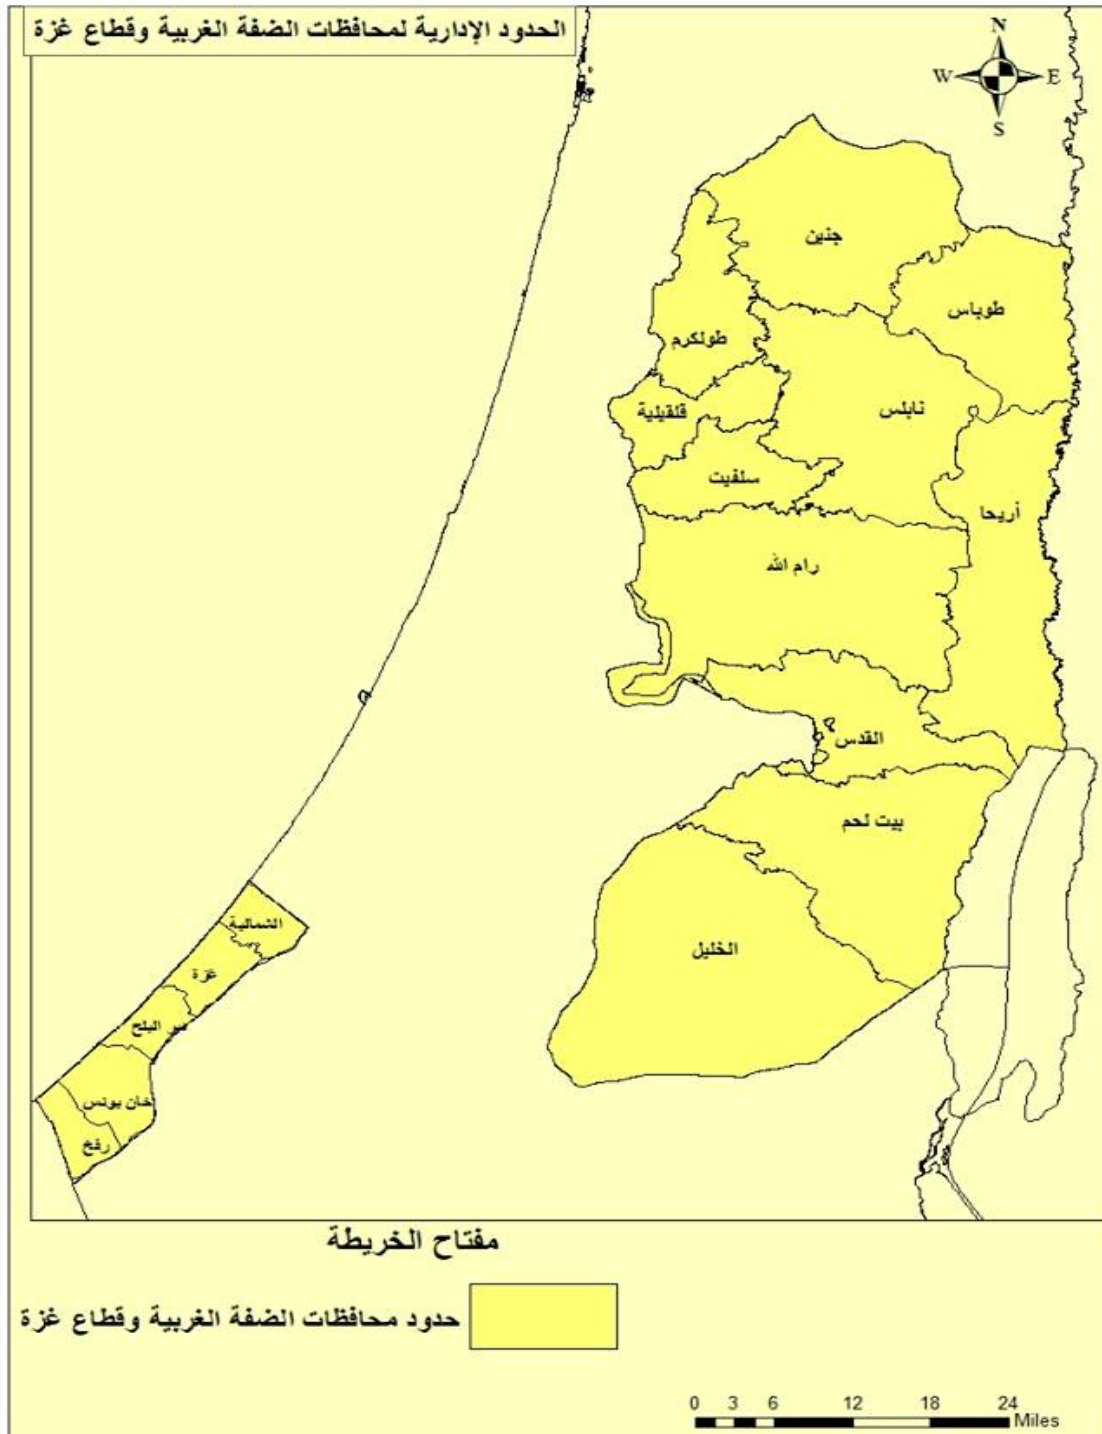 الحدود الإدارية لمحافظات الضفة الغربية وقطاع غزة
N
W E
S
جنين
طوباس
طولكرم
نابلس
قلقيلية
سلفيت
أريحا
رام الله
القدس
بيت لحم
الخليل
الشمالية
غزة
دير البلح
خان يونس
رفح
مفتاح الخريطة
حدود محافظات الضفة الغربية وقطاع غزة
0 3 6 12 18 24
Miles